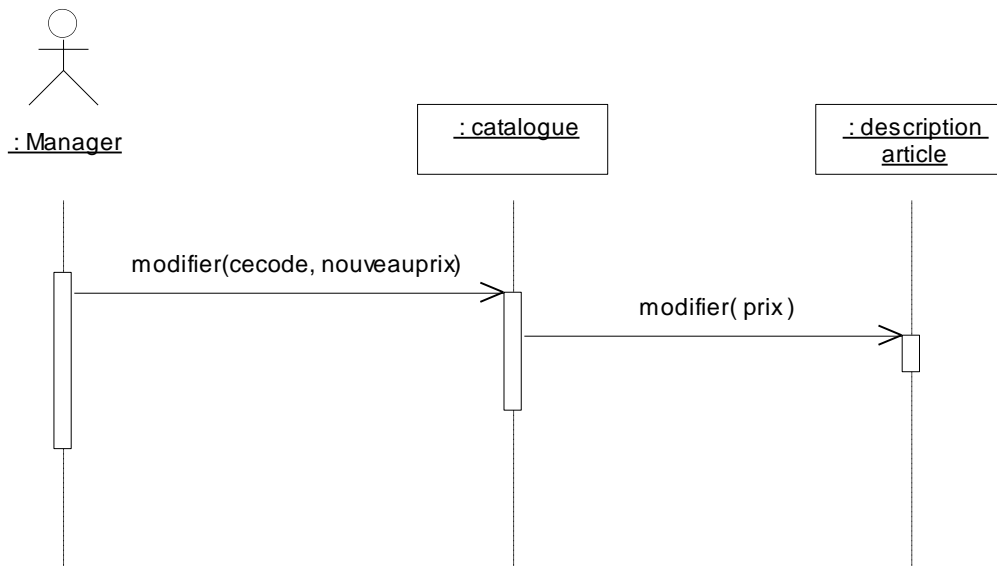 : Manager
: catalogue
: description
article
modifier(cecode, nouveauprix)
modifier( prix )